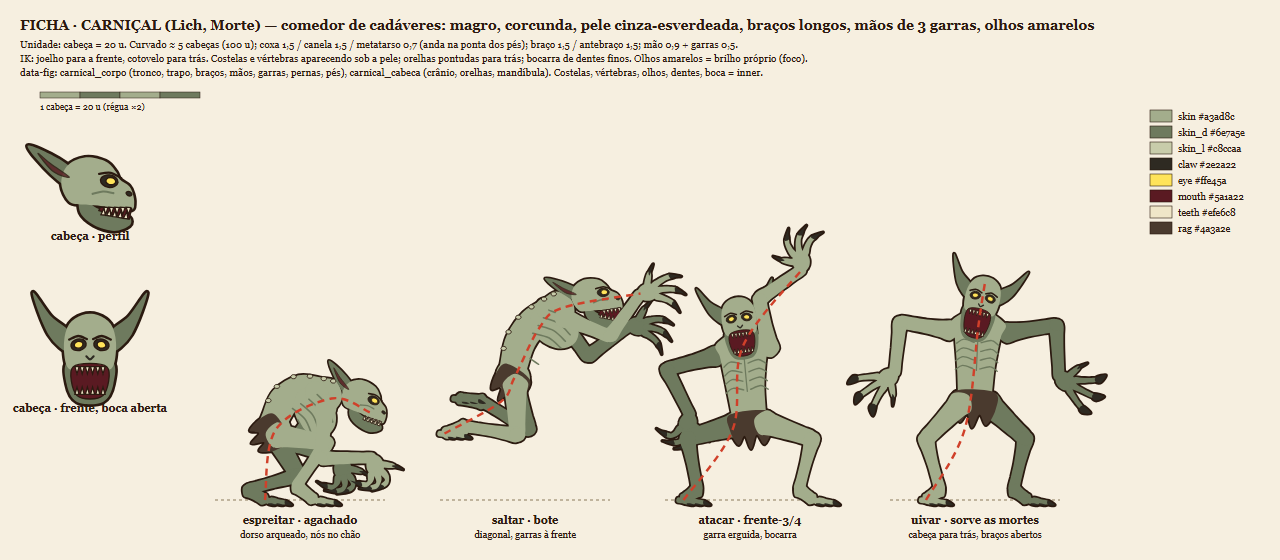 FICHA · CARNIÇAL (Lich, Morte) — comedor de cadáveres: magro, corcunda, pele cinza-esverdeada, braços longos, mãos de 3 garras, olhos amarelos
Unidade: cabeça = 20 u. Curvado ≈ 5 cabeças (100 u); coxa 1,5 / canela 1,5 / metatarso 0,7 (anda na ponta dos pés); braço 1,5 / antebraço 1,5; mão 0,9 + garras 0,5.
IK: joelho para a frente, cotovelo para trás. Costelas e vértebras aparecendo sob a pele; orelhas pontudas para trás; bocarra de dentes finos. Olhos amarelos = brilho próprio (foco).
data-fig: carnical_corpo (tronco, trapo, braços, mãos, garras, pernas, pés), carnical_cabeca (crânio, orelhas, mandíbula). Costelas, vértebras, olhos, dentes, boca = inner.
1 cabeça = 20 u (régua ×2)
skin #a3ad8c
skin_d #6e7a5e
skin_l #c8ccaa
claw #2e2a22
eye #ffe45a
mouth #5a1a22
teeth #efe6c8
rag #4a3a2e
cabeça · perfil
cabeça · frente, boca aberta
espreitar · agachado
dorso arqueado, nós no chão
saltar · bote
diagonal, garras à frente
atacar · frente-3/4
garra erguida, bocarra
uivar · sorve as mortes
cabeça para trás, braços abertos